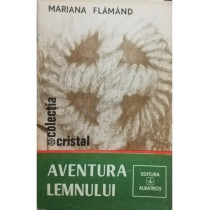 MARIANA FLĂMÂND
colecția
cristal
AVENTURA
LEMNULUI
EDITURA
ALBATROS